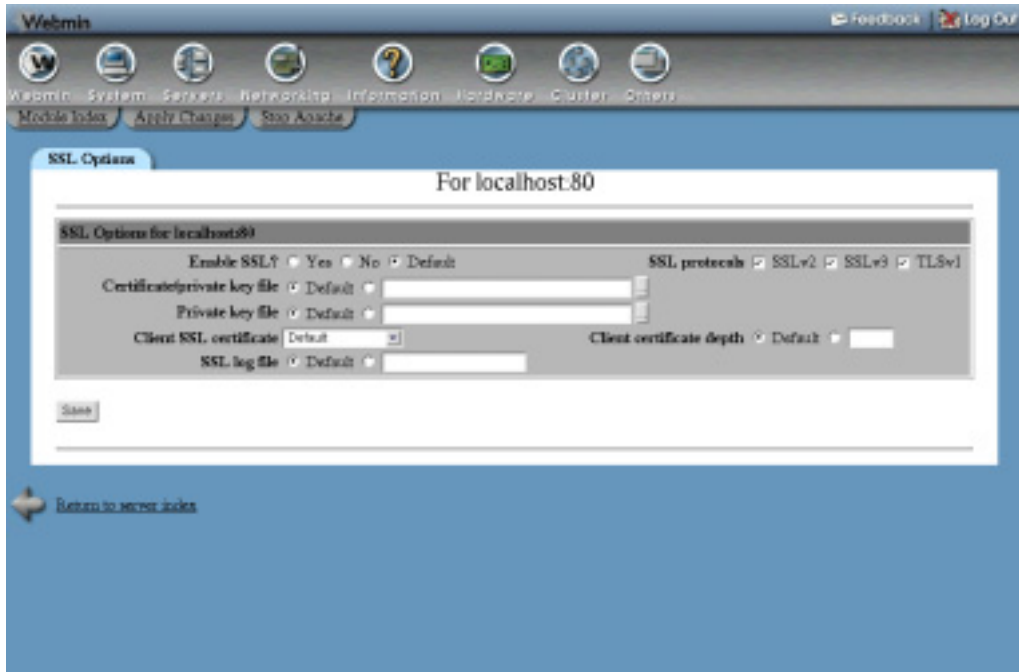 Webmin
Feedback Log Out
Webmin System Servers Networking Information Hardware Cluster Others
Module Index Apply Changes Stop Apache
SSL Options
For localhost:80
SSL Options for localhost:80
Enable SSL? Yes No Default SSL protocols SSLv2 SSLv3 TLSv1
Certificate/private key file Default
Private key file Default
Client SSL certificate Default Client certificate depth Default
SSL log file Default
Save
Return to server index